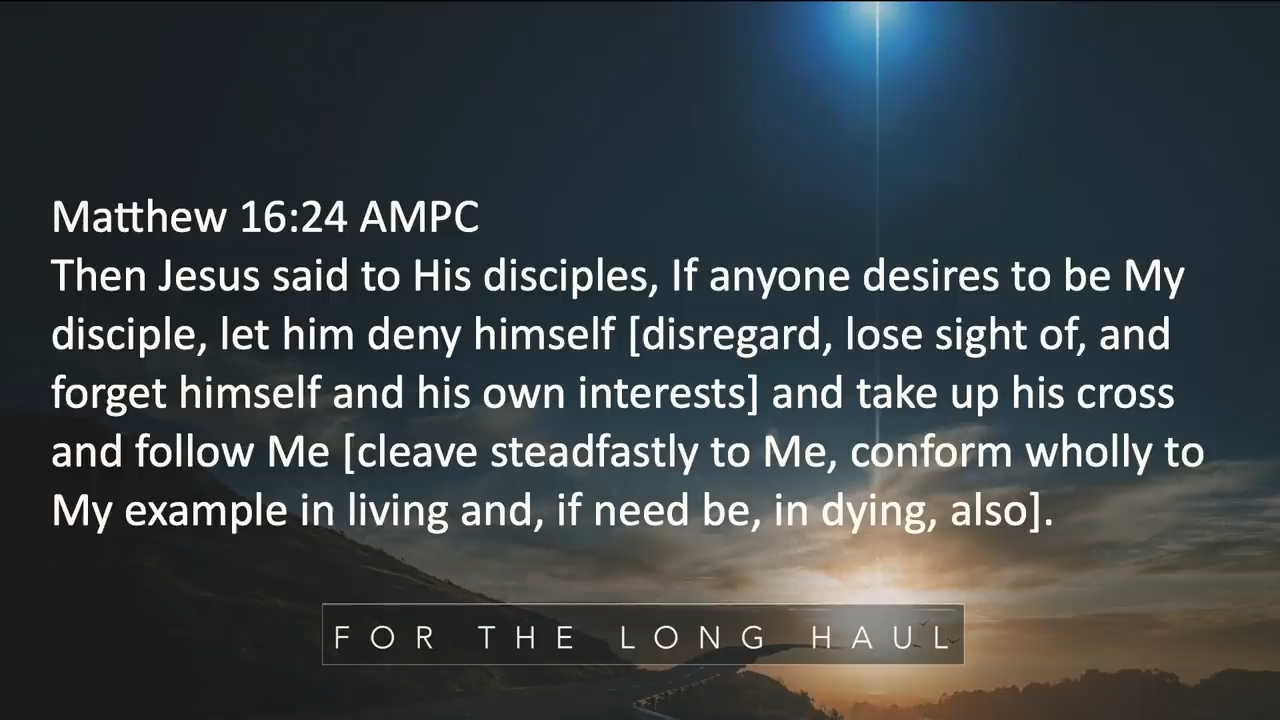 Matthew 16:24 AMPC
Then Jesus said to His disciples, If anyone desires to be My
disciple, let him deny himself [disregard, lose sight of, and
forget himself and his own interests] and take up his cross
and follow Me [cleave steadfastly to Me, conform wholly to
My example in living and, if need be, in dying, also].
FOR THE LONG HAUL